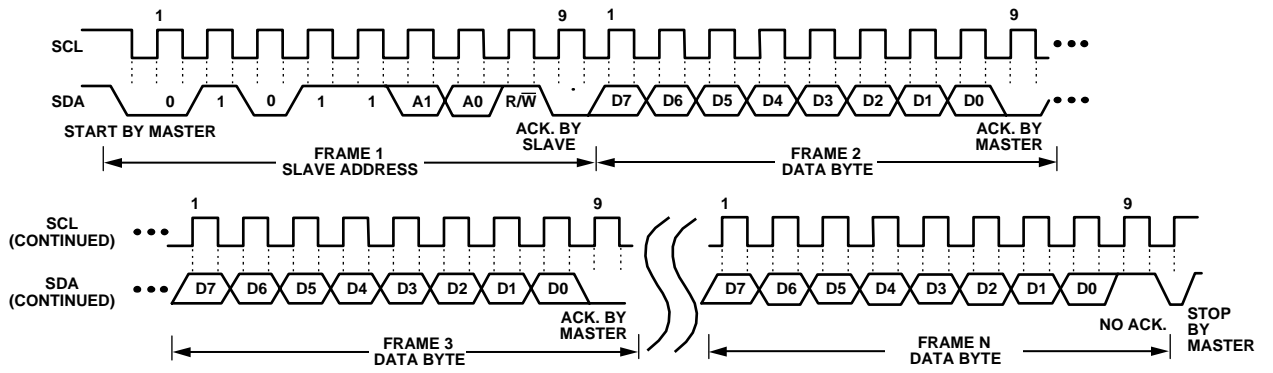 1 9 1 9
SCL
SDA 0 1 0 1 1 A1 A0 R/W̅ D7 D6 D5 D4 D3 D2 D1 D0
START BY MASTER
ACK. BY
SLAVE
ACK. BY
MASTER
FRAME 1
SLAVE ADDRESS
FRAME 2
DATA BYTE
1 9 1 9
SCL
(CONTINUED)
SDA
(CONTINUED)
D7 D6 D5 D4 D3 D2 D1 D0 D7 D6 D5 D4 D3 D2 D1 D0
ACK. BY
MASTER
NO ACK.
STOP
BY
MASTER
FRAME 3
DATA BYTE
FRAME N
DATA BYTE